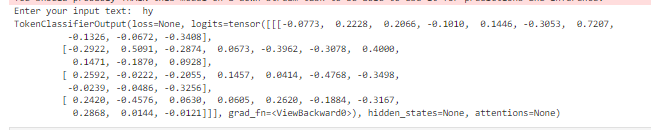 Enter your input text:  hy
TokenClassifierOutput(loss=None, logits=tensor([[[-0.0773,  0.2228,  0.2066, -0.1010,  0.1446, -0.3053,  0.7207,
-0.1326, -0.0672, -0.3408],
[-0.2922,  0.5091, -0.2874,  0.0673, -0.3962, -0.3078,  0.4000,
0.1471, -0.1870,  0.0928],
[ 0.2592, -0.0222, -0.2055,  0.1457,  0.0414, -0.4768, -0.3498,
-0.0239, -0.0486, -0.3256],
[ 0.2420, -0.4576,  0.0630,  0.0605,  0.2620, -0.1884, -0.3167,
0.2868,  0.0144, -0.0121]]], grad_fn=<ViewBackward0>), hidden_states=None, attentions=None)